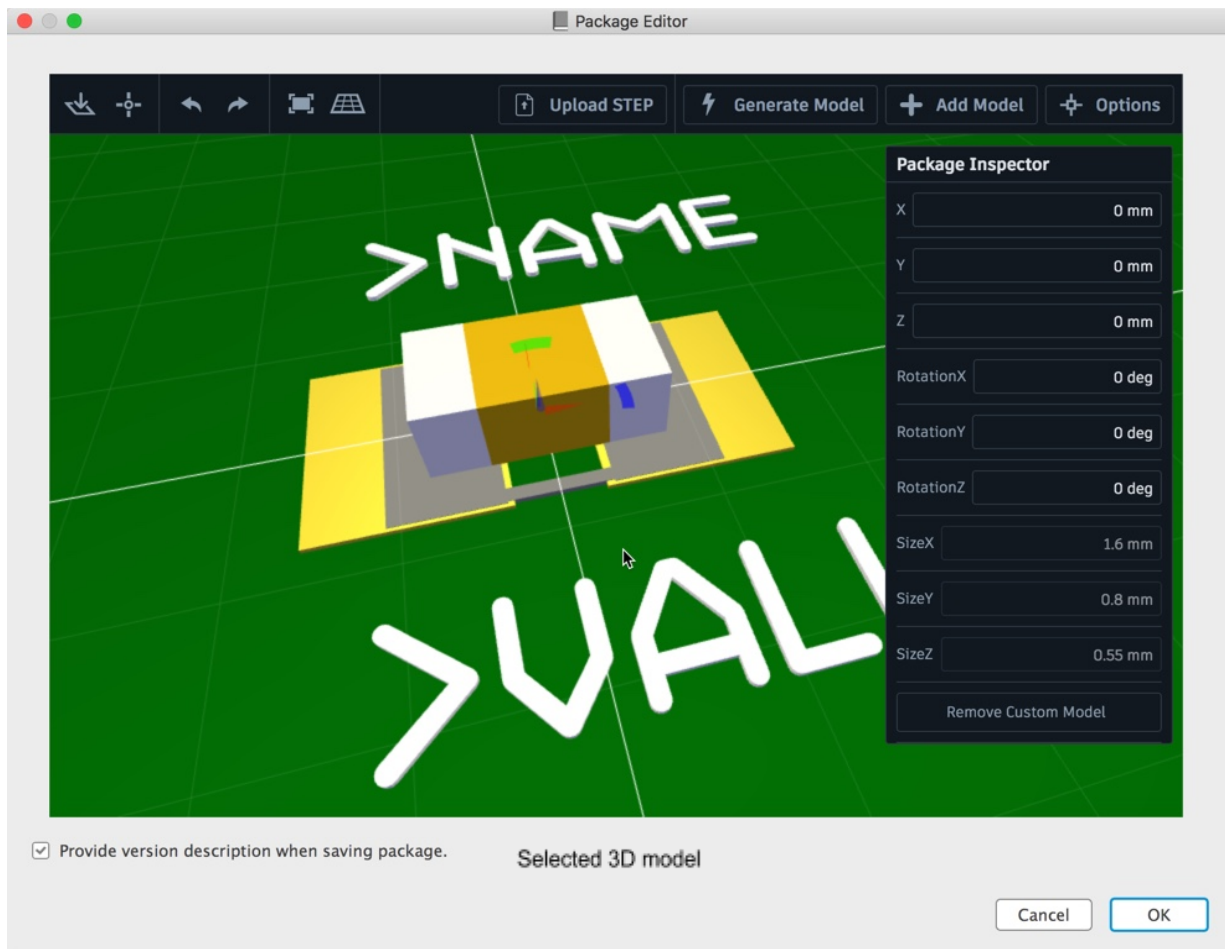 Package Editor
Upload STEP
Generate Model
Add Model
Options
Package Inspector
X 0 mm
Y 0 mm
Z 0 mm
RotationX 0 deg
RotationY 0 deg
RotationZ 0 deg
SizeX 1.6 mm
SizeY 0.8 mm
SizeZ 0.55 mm
Remove Custom Model
>NAME
>VAL
Provide version description when saving package.
Selected 3D model
Cancel
OK